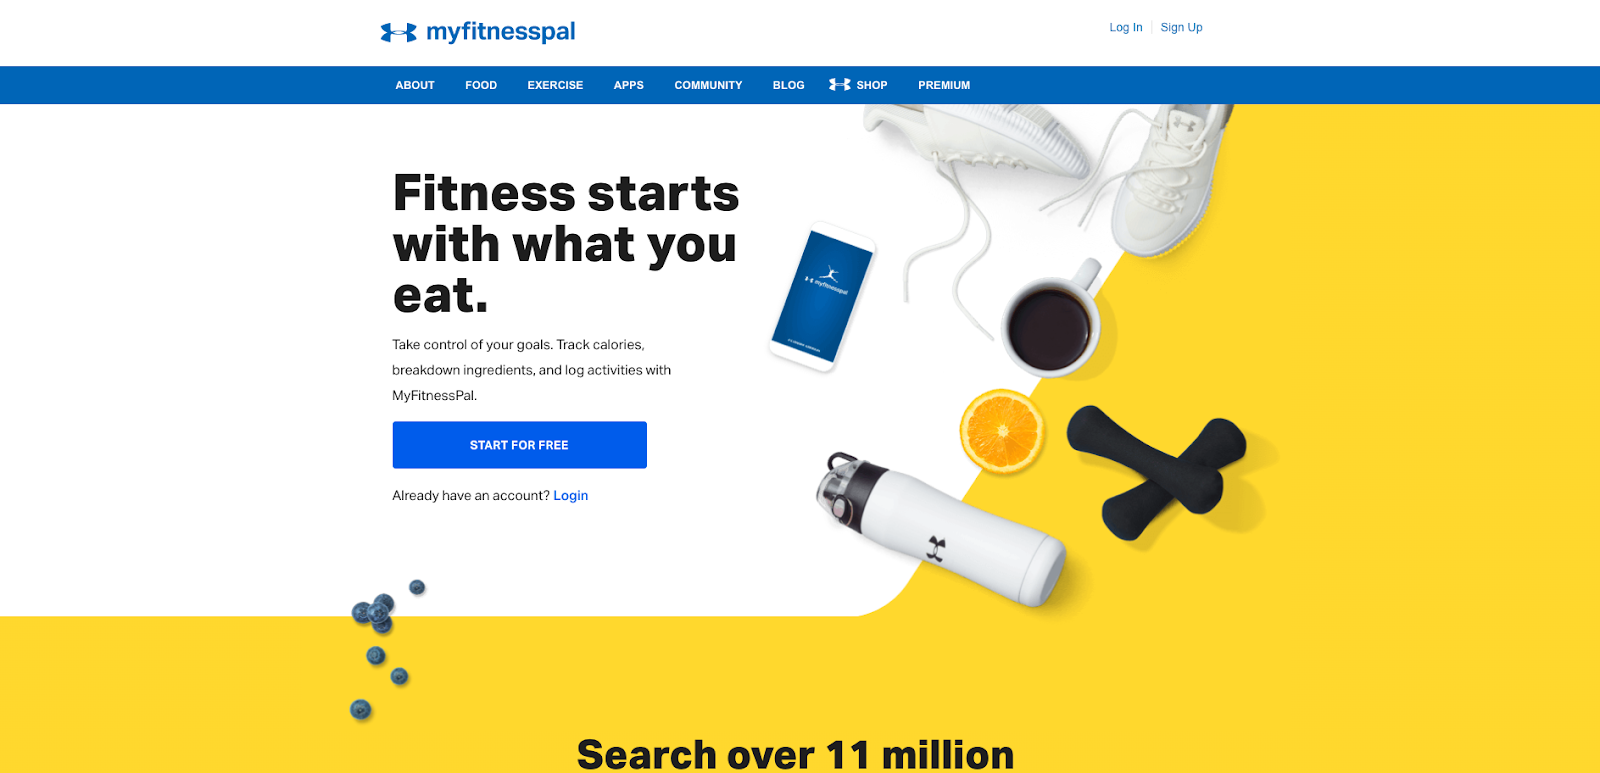 myfitnesspal
Log In
Sign Up
ABOUT
FOOD
EXERCISE
APPS
COMMUNITY
BLOG
SHOP
PREMIUM
Fitness starts
with what you
eat.
Take control of your goals. Track calories,
breakdown ingredients, and log activities with
MyFitnessPal.
START FOR FREE
Already have an account? Login
myfitnesspal
Search over 11 million